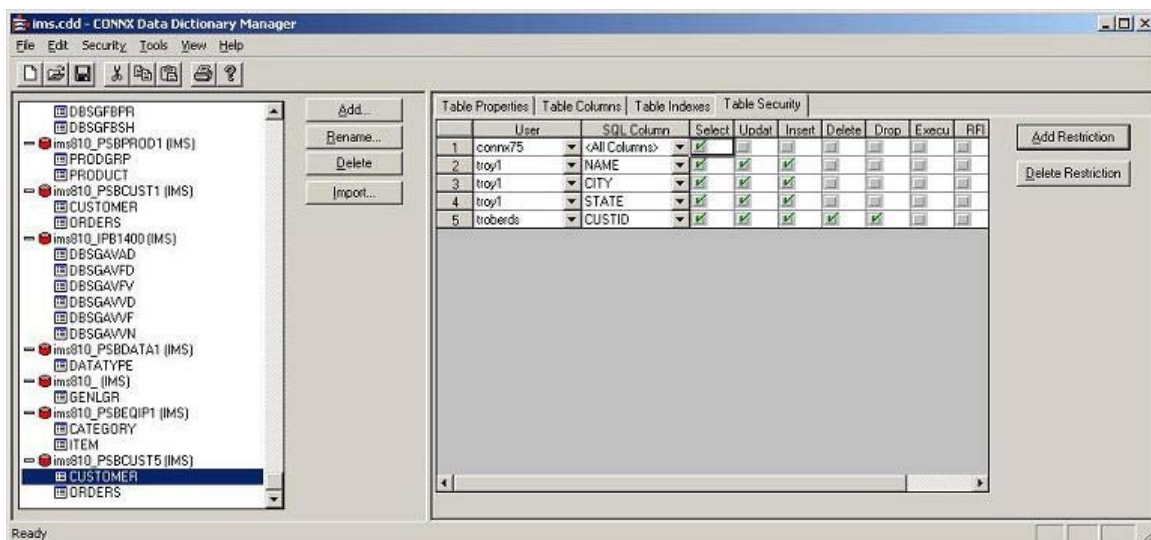 ims.cdd - CONNX Data Dictionary Manager
File Edit Security Tools View Help
DBSGFBPR
DBSGFBSH
ims810_PSBPROD1 (IMS)
PRODGRP
PRODUCT
ims810_PSBCUST1 (IMS)
CUSTOMER
ORDERS
ims810_IPB1400 (IMS)
DBSGAVAD
DBSGAVFD
DBSGAVFV
DBSGAVVD
DBSGAVVF
DBSGAVVN
ims810_PSBDATA1 (IMS)
DATATYPE
ims810_ (IMS)
GENLGR
ims810_PSBEQIP1 (IMS)
CATEGORY
ITEM
ims810_PSBCUST5 (IMS)
CUSTOMER
ORDERS
Add...
Rename...
Delete
Import...
Table Properties Table Columns Table Indexes Table Security
User SQL Column Select Updat Insert Delete Drop Execu RFI
1 connx75 <All Columns>
2 troy1 NAME
3 troy1 CITY
4 troy1 STATE
5 troberds CUSTID
Add Restriction
Delete Restriction
Ready